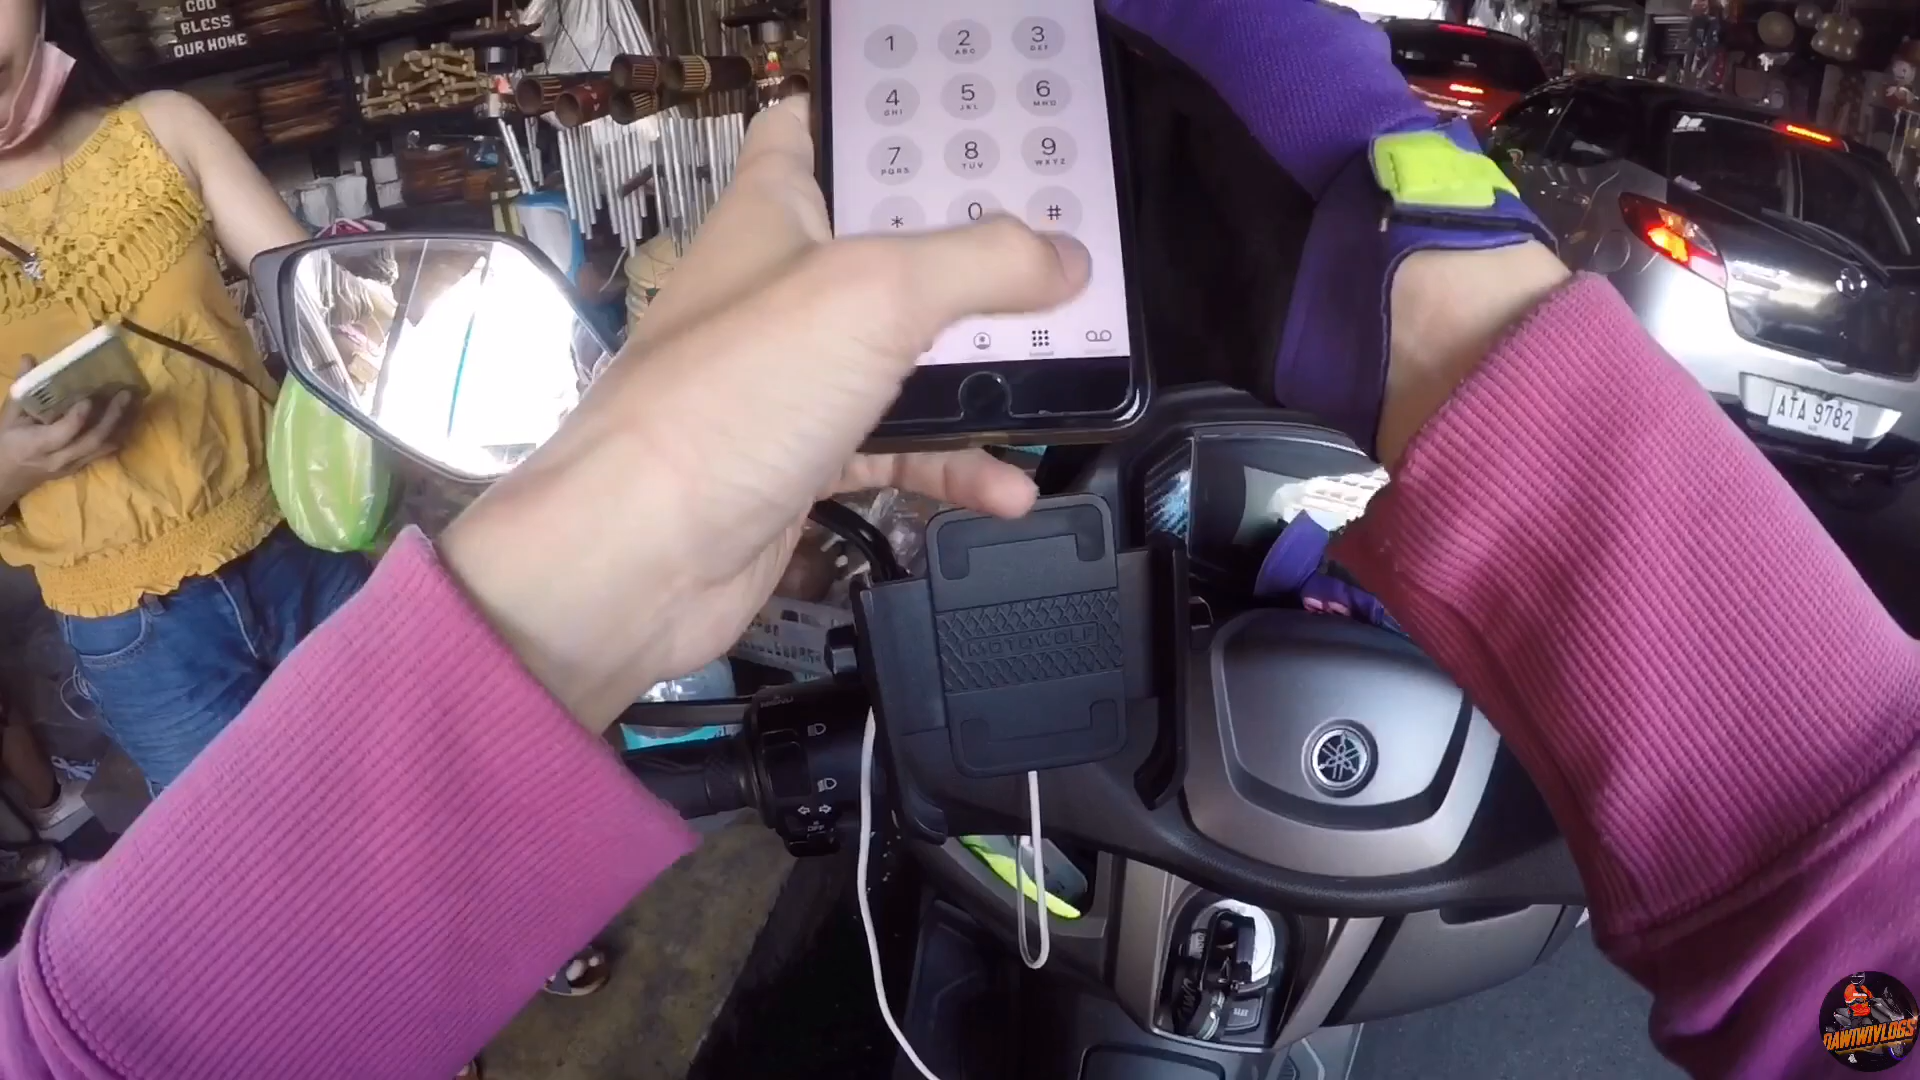 GOD
BLESS
OUR HOME
1
2
ABC
3
DEF
4
GHI
5
JKL
6
MNO
7
PQRS
8
TUV
9
WXYZ
*
0
#
ATA 9782
MOTOWOLF
OFF
DAWIWIVLOGS